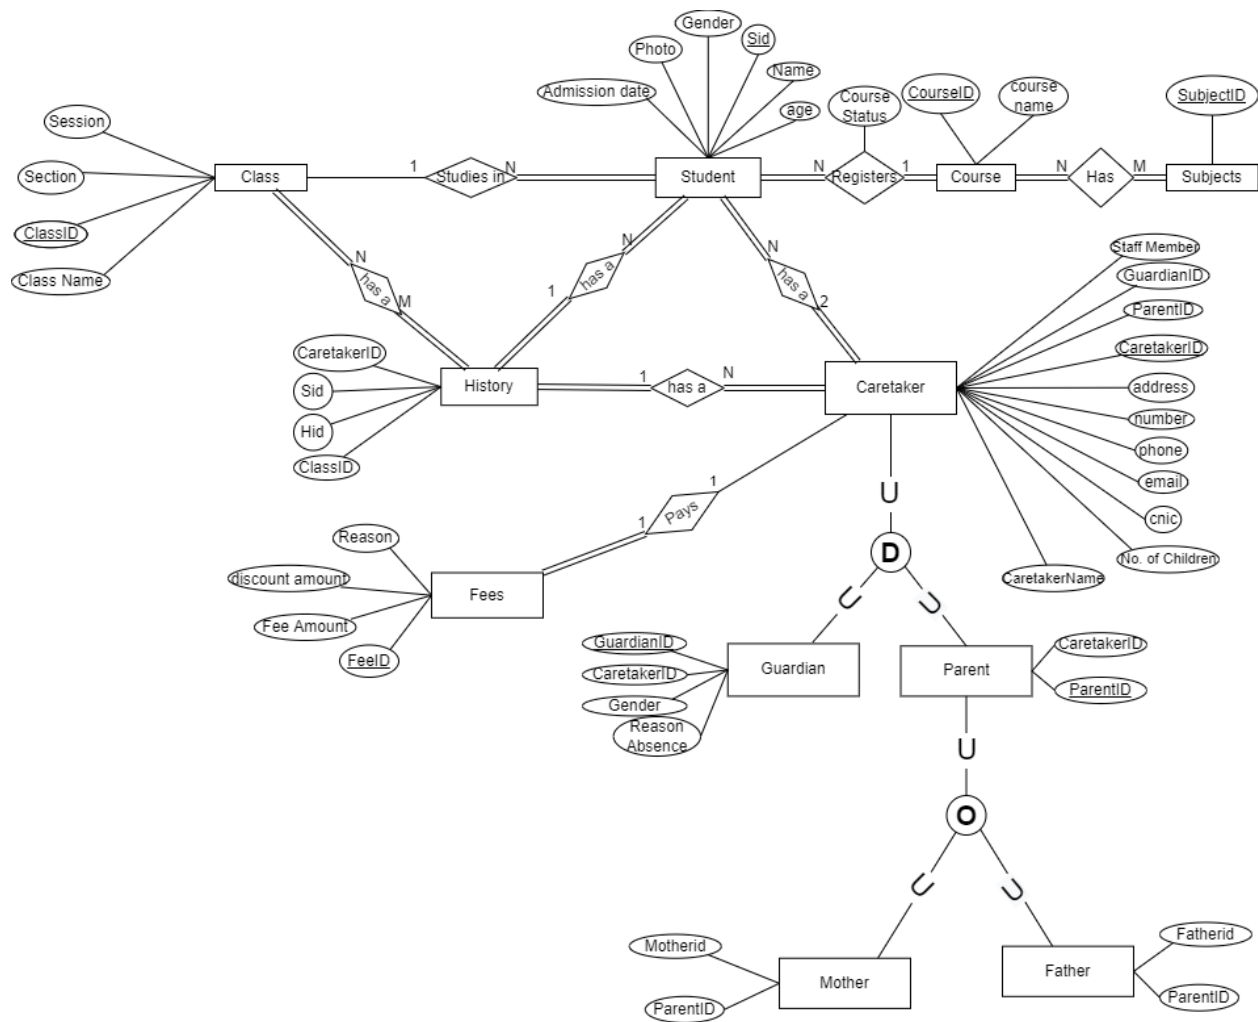 Gender
Sid
Photo
Name
Admission date
age
Course
Status
CourseID
course
name
SubjectID
Session
Section
ClassID
Class Name
Class
1
Studies in
N
Student
N
Registers
1
Course
N
Has
M
Subjects
N
has a
M
N
has a
1
N
has a
2
Staff Member
GuardianID
ParentID
CaretakerID
address
number
phone
email
cnic
No. of Children
CaretakerName
CaretakerID
Sid
Hid
ClassID
History
1
has a
N
Caretaker
1
Pays
1
Reason
discount amount
Fee Amount
FeeID
Fees
U
D
U
U
GuardianID
CaretakerID
Gender
Reason
Absence
Guardian
Parent
CaretakerID
ParentID
U
O
U
U
Motherid
ParentID
Mother
Father
Fatherid
ParentID